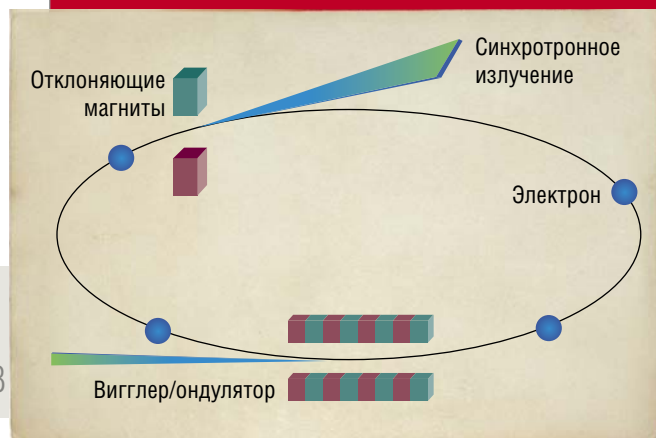 Синхротронное
излучение
Отклоняющие
магниты
Электрон
Вигглер/ондулятор